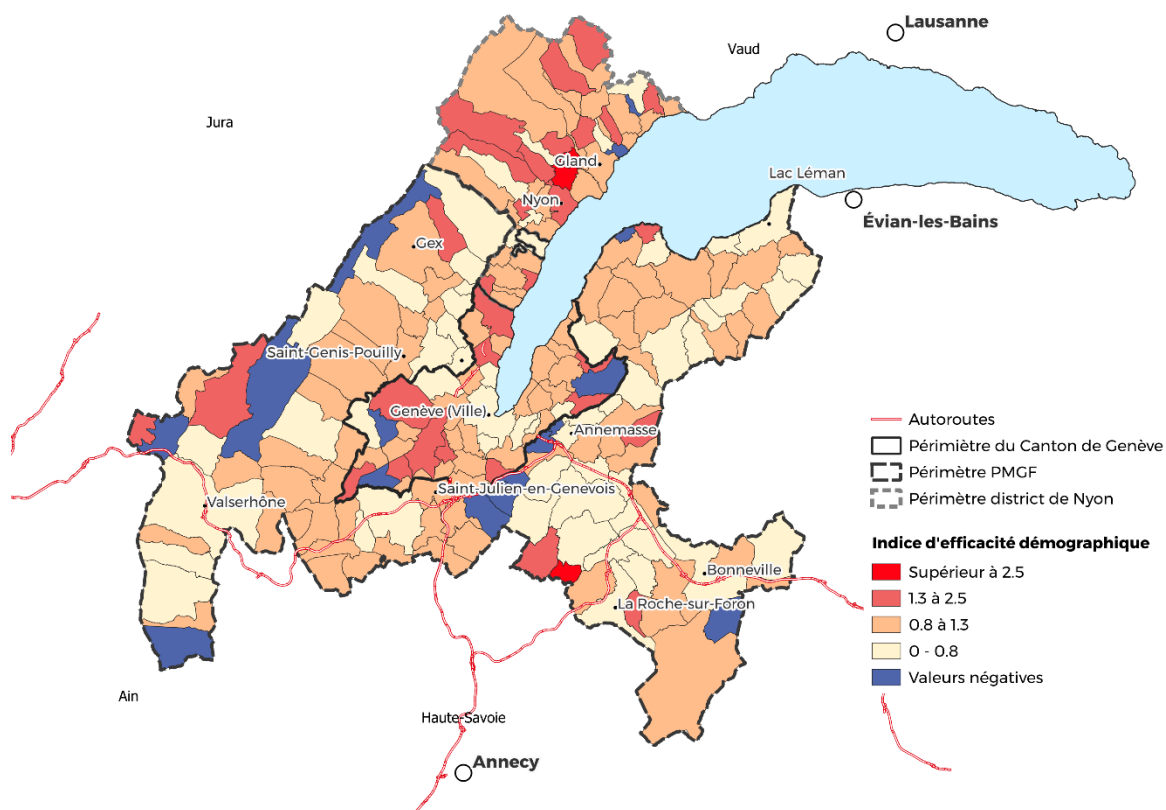 Lausanne
Vaud
Jura
Gland
Lac Léman
Nyon
Évian-les-Bains
Gex
Saint-Genis-Pouilly
Genève (Ville)
Annemasse
Saint-Julien-en-Genevois
Valserhône
Bonneville
La Roche-sur-Foron
Ain
Haute-Savoie
Annecy
Autoroutes
Périmiètre du Canton de Genève
Périmètre PMGF
Périmètre district de Nyon
Indice d'efficacité démographique
Supérieur à 2.5
1.3 à 2.5
0.8 à 1.3
0 - 0.8
Valeurs négatives